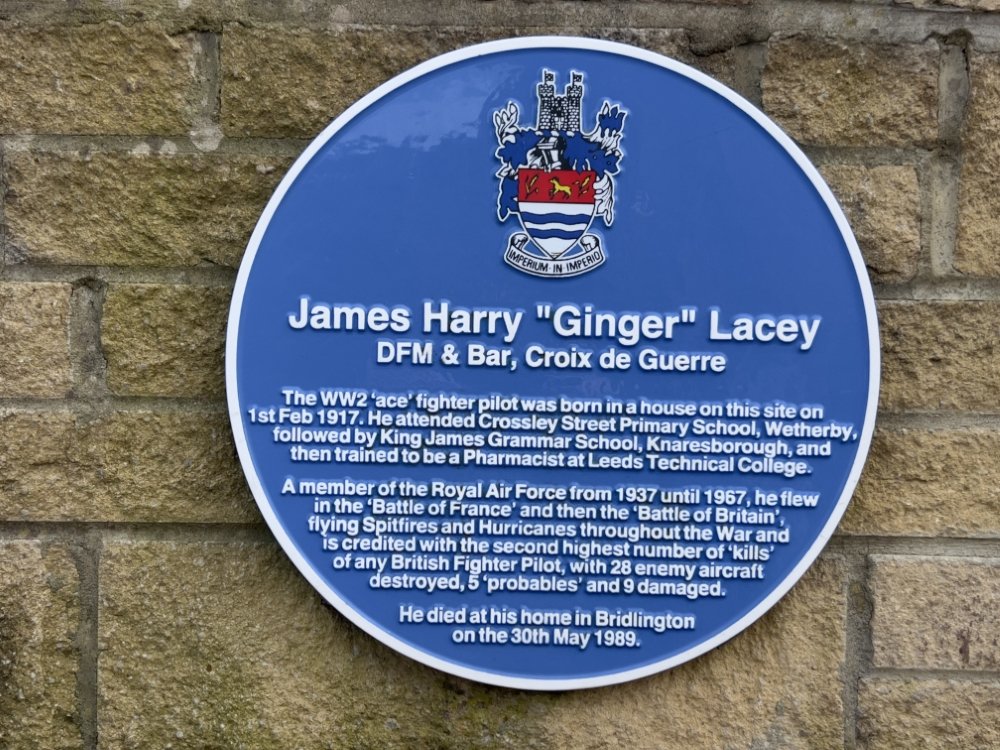 IMPERIUM · IN IMPERIO
James Harry "Ginger" Lacey
DFM & Bar, Croix de Guerre
The WW2 ‘ace’ fighter pilot was born in a house on this site on
1st Feb 1917. He attended Crossley Street Primary School, Wetherby,
followed by King James Grammar School, Knaresborough, and
then trained to be a Pharmacist at Leeds Technical College.
A member of the Royal Air Force from 1937 until 1967, he flew
in the ‘Battle of France’ and then the ‘Battle of Britain’,
flying Spitfires and Hurricanes throughout the War and
is credited with the second highest number of ‘kills’
of any British Fighter Pilot, with 28 enemy aircraft
destroyed, 5 ‘probables’ and 9 damaged.
He died at his home in Bridlington
on the 30th May 1989.